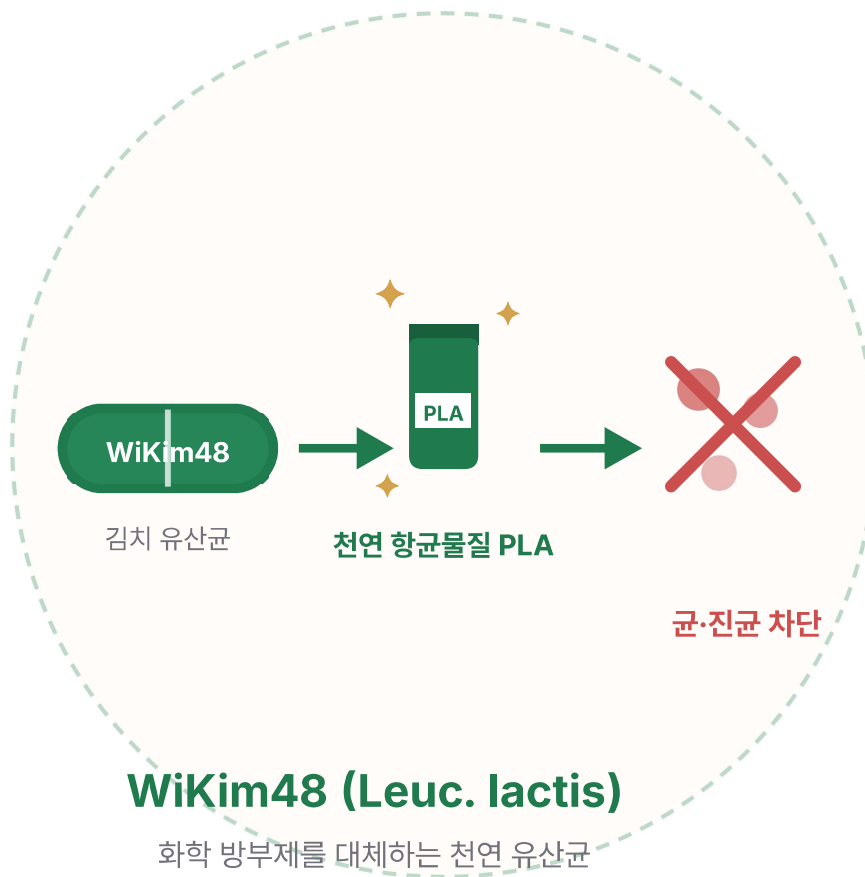 WiKim48
김치 유산균
PLA
천연 항균물질 PLA
균·진균 차단
WiKim48 (Leuc. lactis)
화학 방부제를 대체하는 천연 유산균